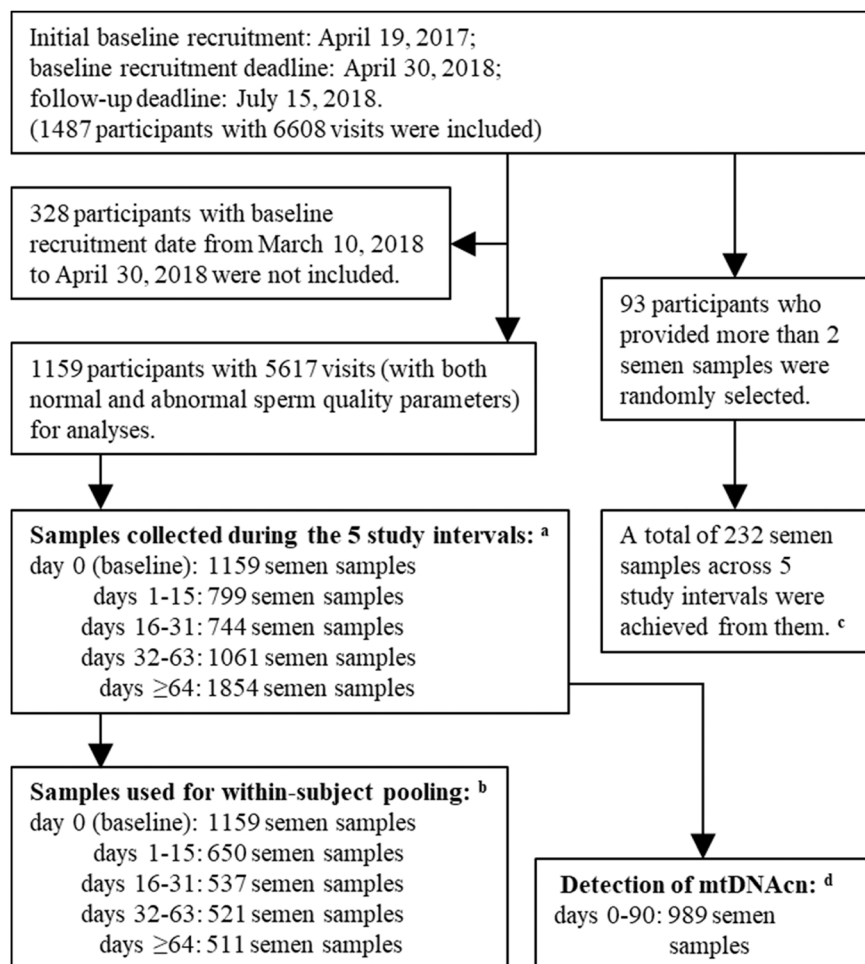 Initial baseline recruitment: April 19, 2017;
baseline recruitment deadline: April 30, 2018;
follow-up deadline: July 15, 2018.
(1487 participants with 6608 visits were included)
328 participants with baseline
recruitment date from March 10, 2018
to April 30, 2018 were not included.
93 participants who
provided more than 2
semen samples were
randomly selected.
1159 participants with 5617 visits (with both
normal and abnormal sperm quality parameters)
for analyses.
Samples collected during the 5 study intervals: a
day 0 (baseline): 1159 semen samples
days 1-15: 799 semen samples
days 16-31: 744 semen samples
days 32-63: 1061 semen samples
days ≥64: 1854 semen samples
A total of 232 semen
samples across 5
study intervals were
achieved from them. c
Samples used for within-subject pooling: b
day 0 (baseline): 1159 semen samples
days 1-15: 650 semen samples
days 16-31: 537 semen samples
days 32-63: 521 semen samples
days ≥64: 511 semen samples
Detection of mtDNAcn: d
days 0-90: 989 semen
samples